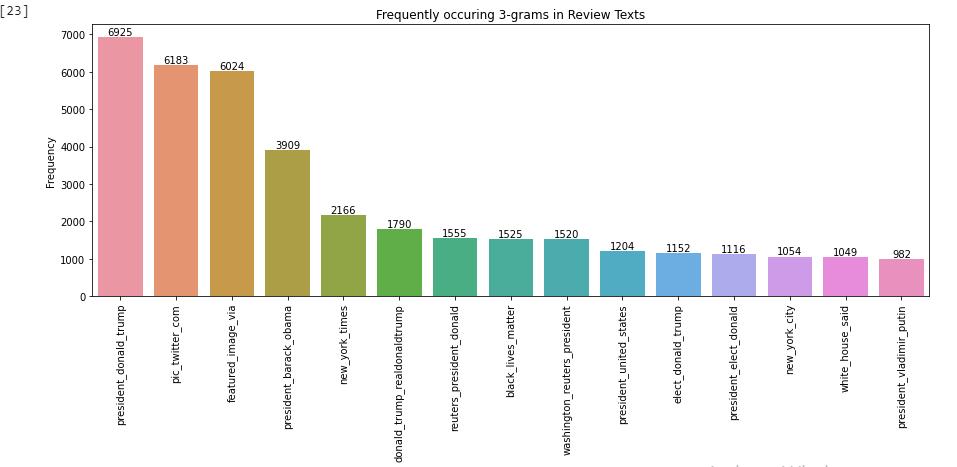 [23]
Frequently occuring 3-grams in Review Texts
Frequency
7000
6000
5000
4000
3000
2000
1000
0
6925
6183
6024
3909
2166
1790
1555
1525
1520
1204
1152
1116
1054
1049
982
president_donald_trump
pic_twitter_com
featured_image_via
president_barack_obama
new_york_times
donald_trump_realdonaldtrump
reuters_president_donald
black_lives_matter
washington_reuters_president
president_united_states
elect_donald_trump
president_elect_donald
new_york_city
white_house_said
president_vladimir_putin